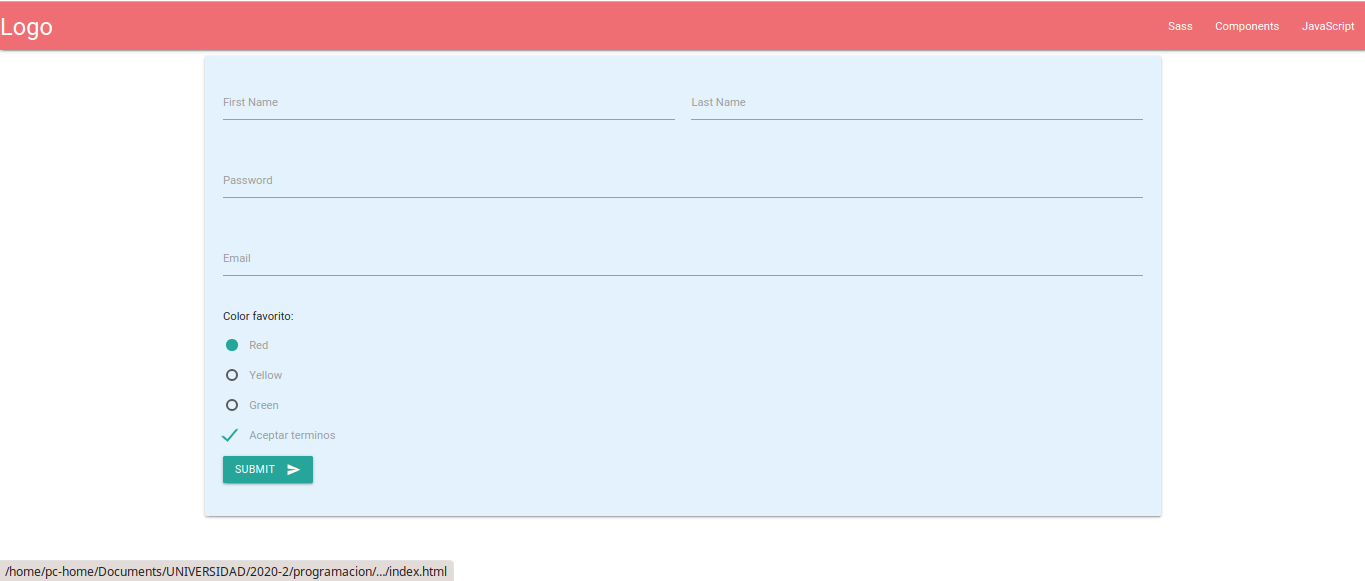 Logo Sass Components JavaScript
First Name Last Name
Password
Email
Color favorito:
Red
Yellow
Green
Aceptar terminos
SUBMIT
/home/pc-home/Documents/UNIVERSIDAD/2020-2/programacion/.../index.html